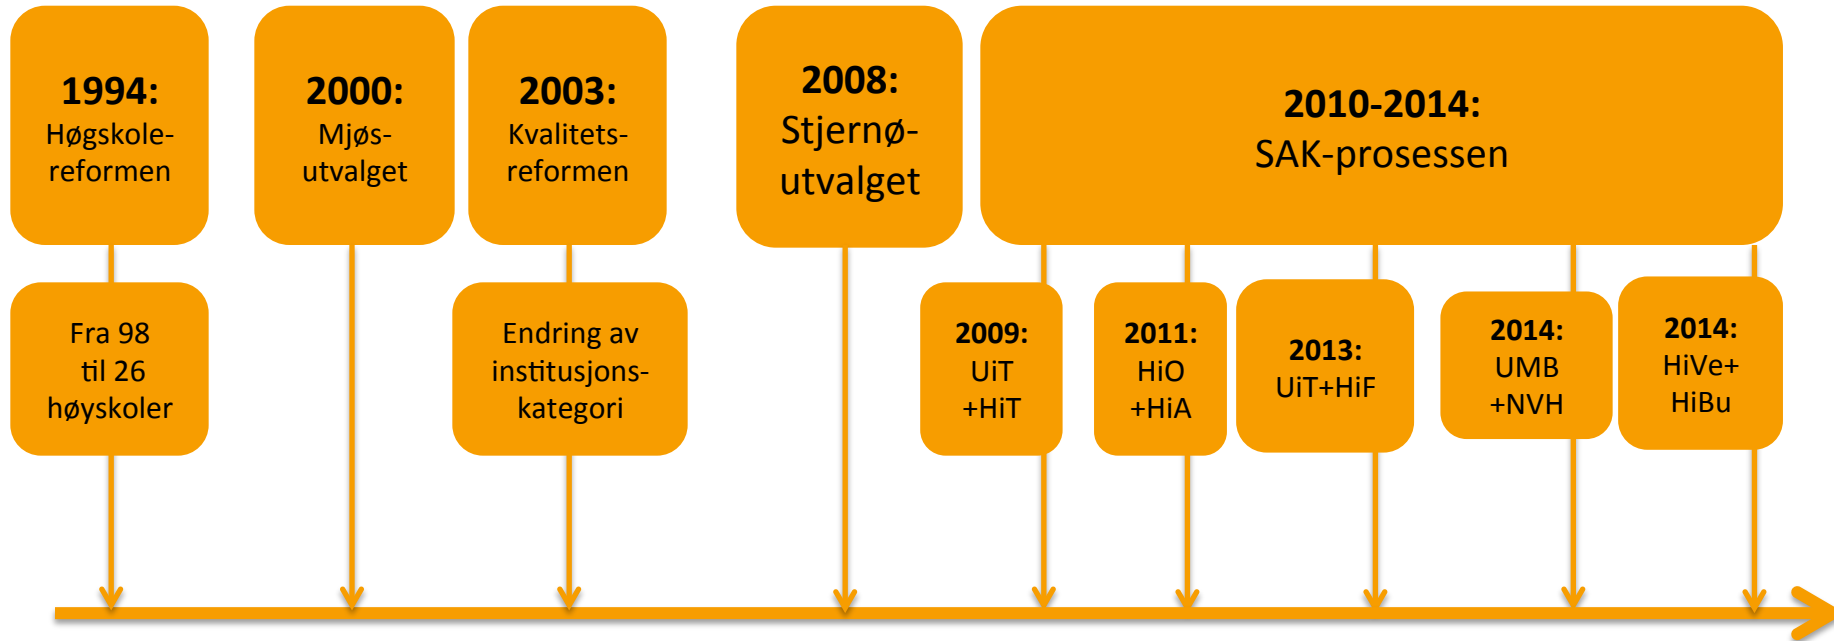 1994:
Høgskole-
reformen
2000:
Mjøs-
utvalget
2003:
Kvalitets-
reformen
2008:
Stjernø-
utvalget
2010-2014:
SAK-prosessen
Fra 98
til 26
høyskoler
Endring av
institusjons-
kategori
2009:
UiT
+HiT
2011:
HiO
+HiA
2013:
UiT+HiF
2014:
UMB
+NVH
2014:
HiVe+
HiBu